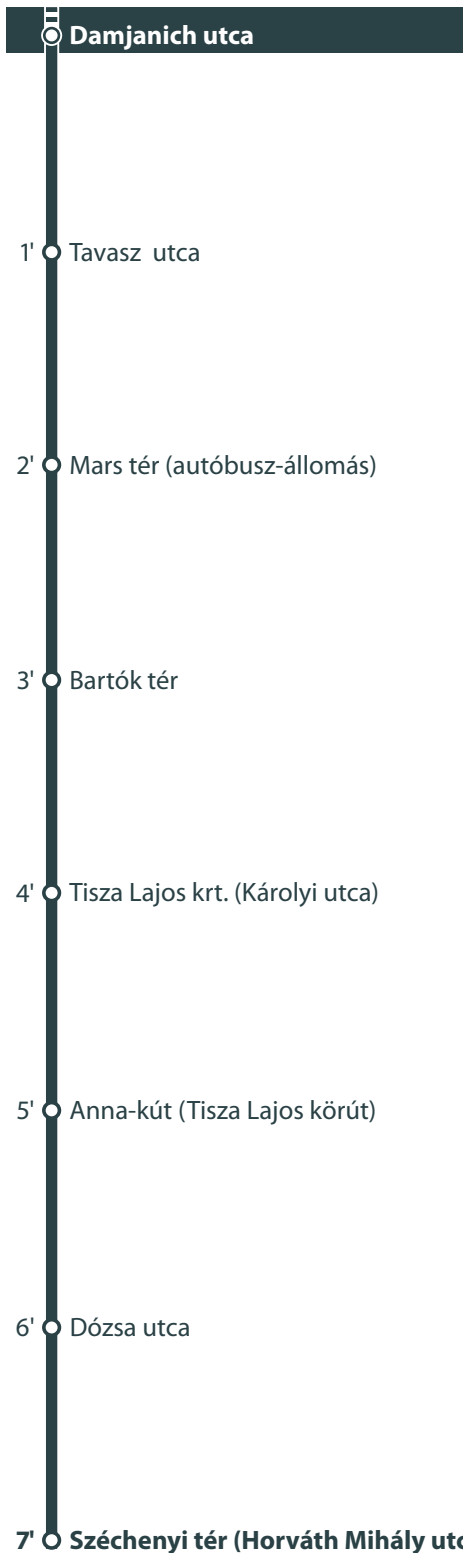 Damjanich utca
1' Tavasz utca
2' Mars tér (autóbusz-állomás)
3' Bartók tér
4' Tisza Lajos krt. (Károlyi utca)
5' Anna-kút (Tisza Lajos körút)
6' Dózsa utca
7' Széchenyi tér (Horváth Mihály